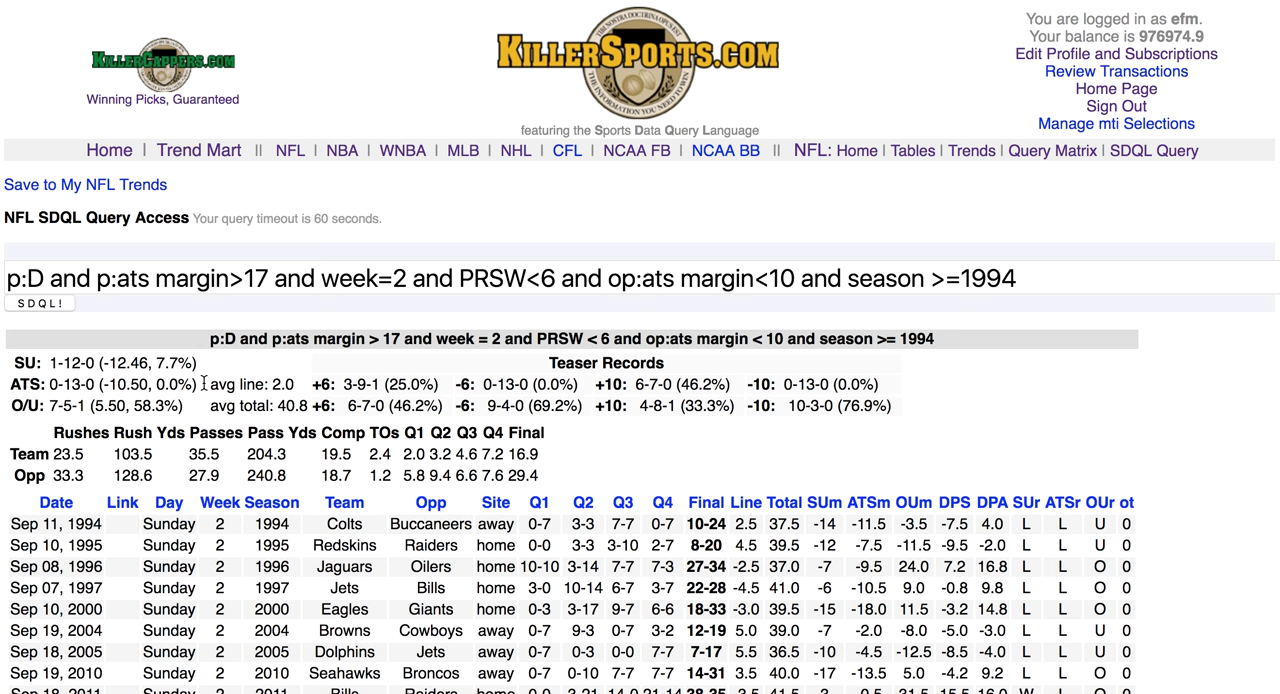 KILLERCAPPERS.COM
Winning Picks, Guaranteed
THE NOSTRA DOCTRINA OPUS EST
KILLERSPORTS.COM
THE INFORMATION YOU NEED TO WIN
featuring the Sports Data Query Language
You are logged in as efm.
Your balance is 976974.9
Edit Profile and Subscriptions
Review Transactions
Home Page
Sign Out
Manage mti Selections
Home | Trend Mart || NFL | NBA | WNBA | MLB | NHL | CFL | NCAA FB | NCAA BB || NFL: Home | Tables | Trends | Query Matrix | SDQL Query
Save to My NFL Trends
NFL SDQL Query Access Your query timeout is 60 seconds.
p:D and p:ats margin>17 and week=2 and PRSW<6 and op:ats margin<10 and season >=1994
SDQL!
p:D and p:ats margin > 17 and week = 2 and PRSW < 6 and op:ats margin < 10 and season >= 1994
SU: 1-12-0 (-12.46, 7.7%) Teaser Records
ATS: 0-13-0 (-10.50, 0.0%) avg line: 2.0 +6: 3-9-1 (25.0%) -6: 0-13-0 (0.0%) +10: 6-7-0 (46.2%) -10: 0-13-0 (0.0%)
O/U: 7-5-1 (5.50, 58.3%) avg total: 40.8 +6: 6-7-0 (46.2%) -6: 9-4-0 (69.2%) +10: 4-8-1 (33.3%) -10: 10-3-0 (76.9%)
Rushes Rush Yds Passes Pass Yds Comp TOs Q1 Q2 Q3 Q4 Final
Team 23.5 103.5 35.5 204.3 19.5 2.4 2.0 3.2 4.6 7.2 16.9
Opp 33.3 128.6 27.9 240.8 18.7 1.2 5.8 9.4 6.6 7.6 29.4
Date Link Day Week Season Team Opp Site Q1 Q2 Q3 Q4 Final Line Total SUm ATSm OUm DPS DPA SUr ATSr OUr ot
Sep 11, 1994 Sunday 2 1994 Colts Buccaneers away 0-7 3-3 7-7 0-7 10-24 2.5 37.5 -14 -11.5 -3.5 -7.5 4.0 L L U 0
Sep 10, 1995 Sunday 2 1995 Redskins Raiders home 0-0 3-3 3-10 2-7 8-20 4.5 39.5 -12 -7.5 -11.5 -9.5 -2.0 L L U 0
Sep 08, 1996 Sunday 2 1996 Jaguars Oilers home 10-10 3-14 7-7 7-3 27-34 -2.5 37.0 -7 -9.5 24.0 7.2 16.8 L L O 0
Sep 07, 1997 Sunday 2 1997 Jets Bills home 3-0 10-14 6-7 3-7 22-28 -4.5 41.0 -6 -10.5 9.0 -0.8 9.8 L L O 0
Sep 10, 2000 Sunday 2 2000 Eagles Giants home 0-3 3-17 9-7 6-6 18-33 -3.0 39.5 -15 -18.0 11.5 -3.2 14.8 L L O 0
Sep 19, 2004 Sunday 2 2004 Browns Cowboys away 0-7 9-3 0-7 3-2 12-19 5.0 39.0 -7 -2.0 -8.0 -5.0 -3.0 L L U 0
Sep 18, 2005 Sunday 2 2005 Dolphins Jets away 0-7 0-3 0-0 7-7 7-17 5.5 36.5 -10 -4.5 -12.5 -8.5 -4.0 L L U 0
Sep 19, 2010 Sunday 2 2010 Seahawks Broncos away 0-7 0-10 7-7 7-7 14-31 3.5 40.0 -17 -13.5 5.0 -4.2 9.2 L L O 0